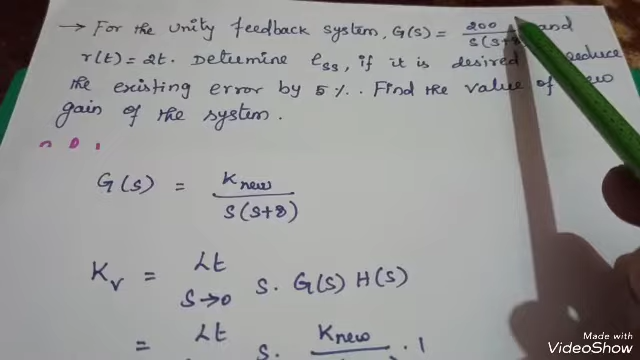 → For the unity feedback system, G(s) = 200 / s(s+ and
r(t) = 2t. Determine ess, if it is desired
the existing error by 5%. Find the value of
gain of the system.
G(s) = Knew / s(s+8)
Kv = Lt s→0 s. G(s) H(s)
= Lt s. Knew .1
Made with
VideoShow